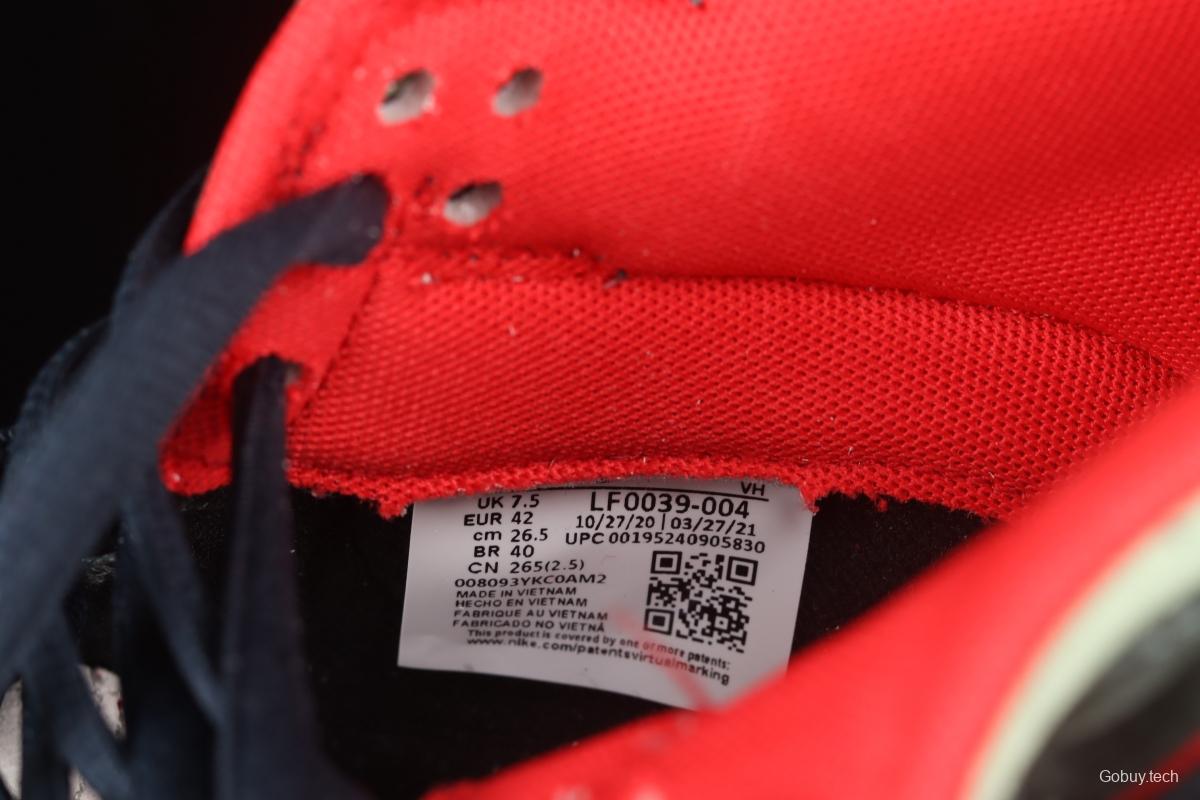 VH
UK 7.5
EUR 42
cm 26.5
BR 40
CN 265(2.5)
LF0039-004
10/27/20 | 03/27/21
UPC 00195240905830
008093YKC0AM2
MADE IN VIETNAM
HECHO EN VIETNAM
FABRIQUE AU VIETNAM
FABRICADO NO VIETNÃ
This product is covered by one or more patents:
www.nike.com/patentsvirtualmarking
Gobuy.tech